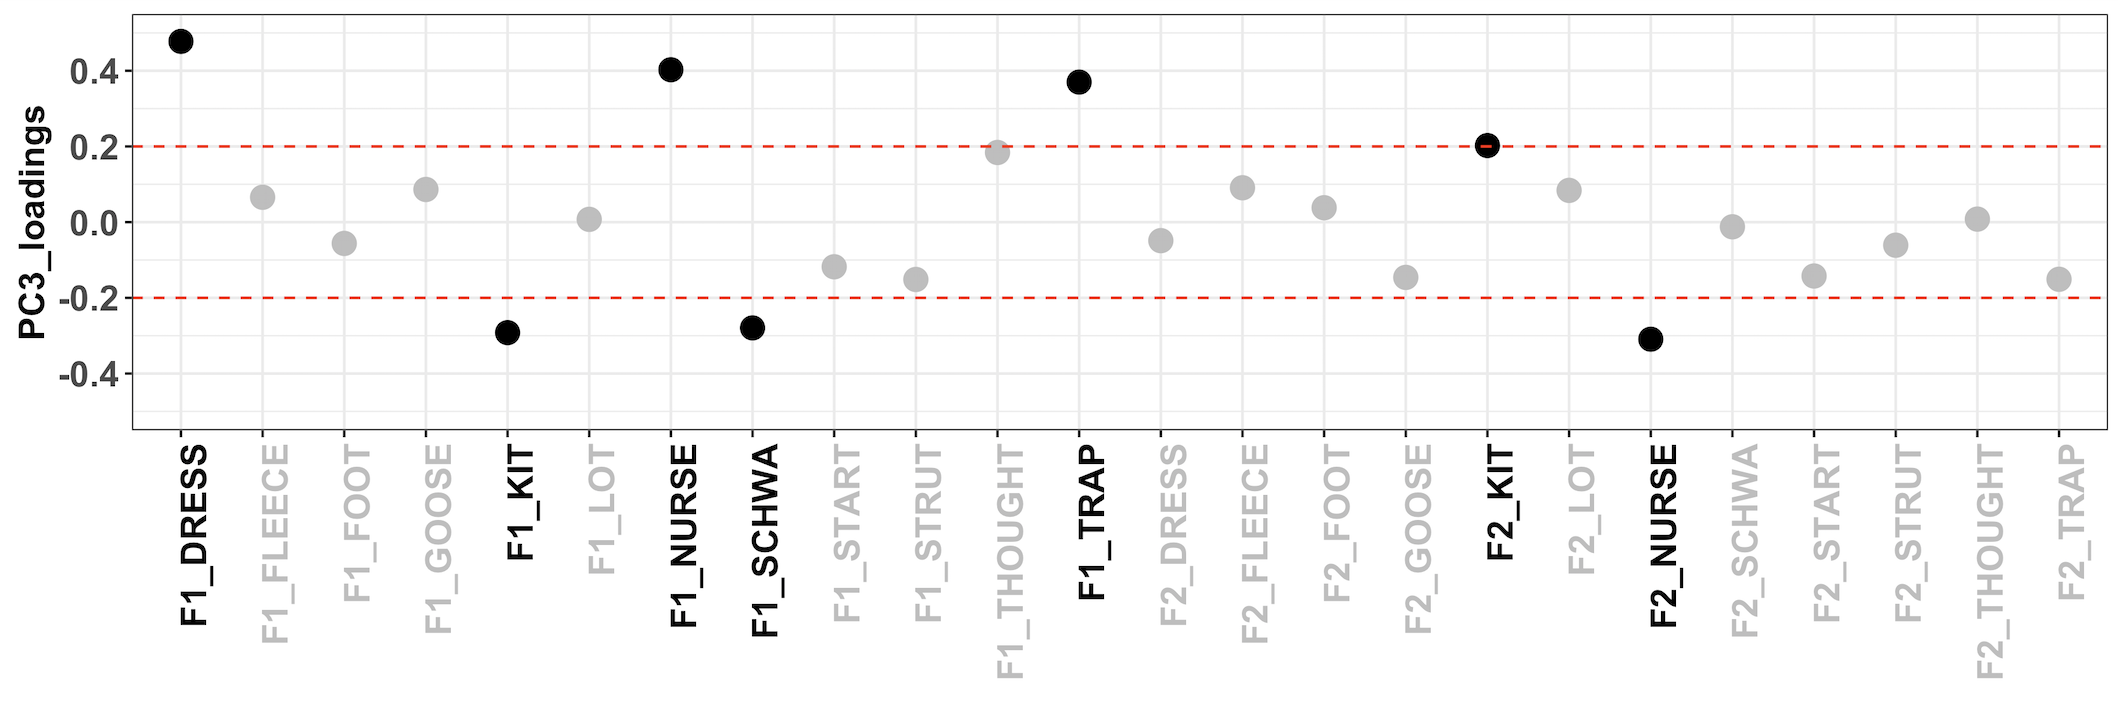 PC3_loadings
0.4
0.2
0.0
-0.2
-0.4
F1_DRESS
F1_FLEECE
F1_FOOT
F1_GOOSE
F1_KIT
F1_LOT
F1_NURSE
F1_SCHWA
F1_START
F1_STRUT
F1_THOUGHT
F1_TRAP
F2_DRESS
F2_FLEECE
F2_FOOT
F2_GOOSE
F2_KIT
F2_LOT
F2_NURSE
F2_SCHWA
F2_START
F2_STRUT
F2_THOUGHT
F2_TRAP